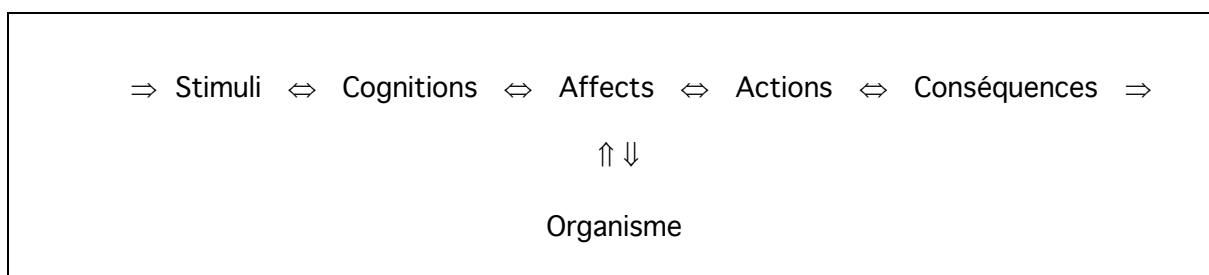 ⇒ Stimuli ⇔ Cognitions ⇔ Affects ⇔ Actions ⇔ Conséquences ⇒
⇑⇓
Organisme